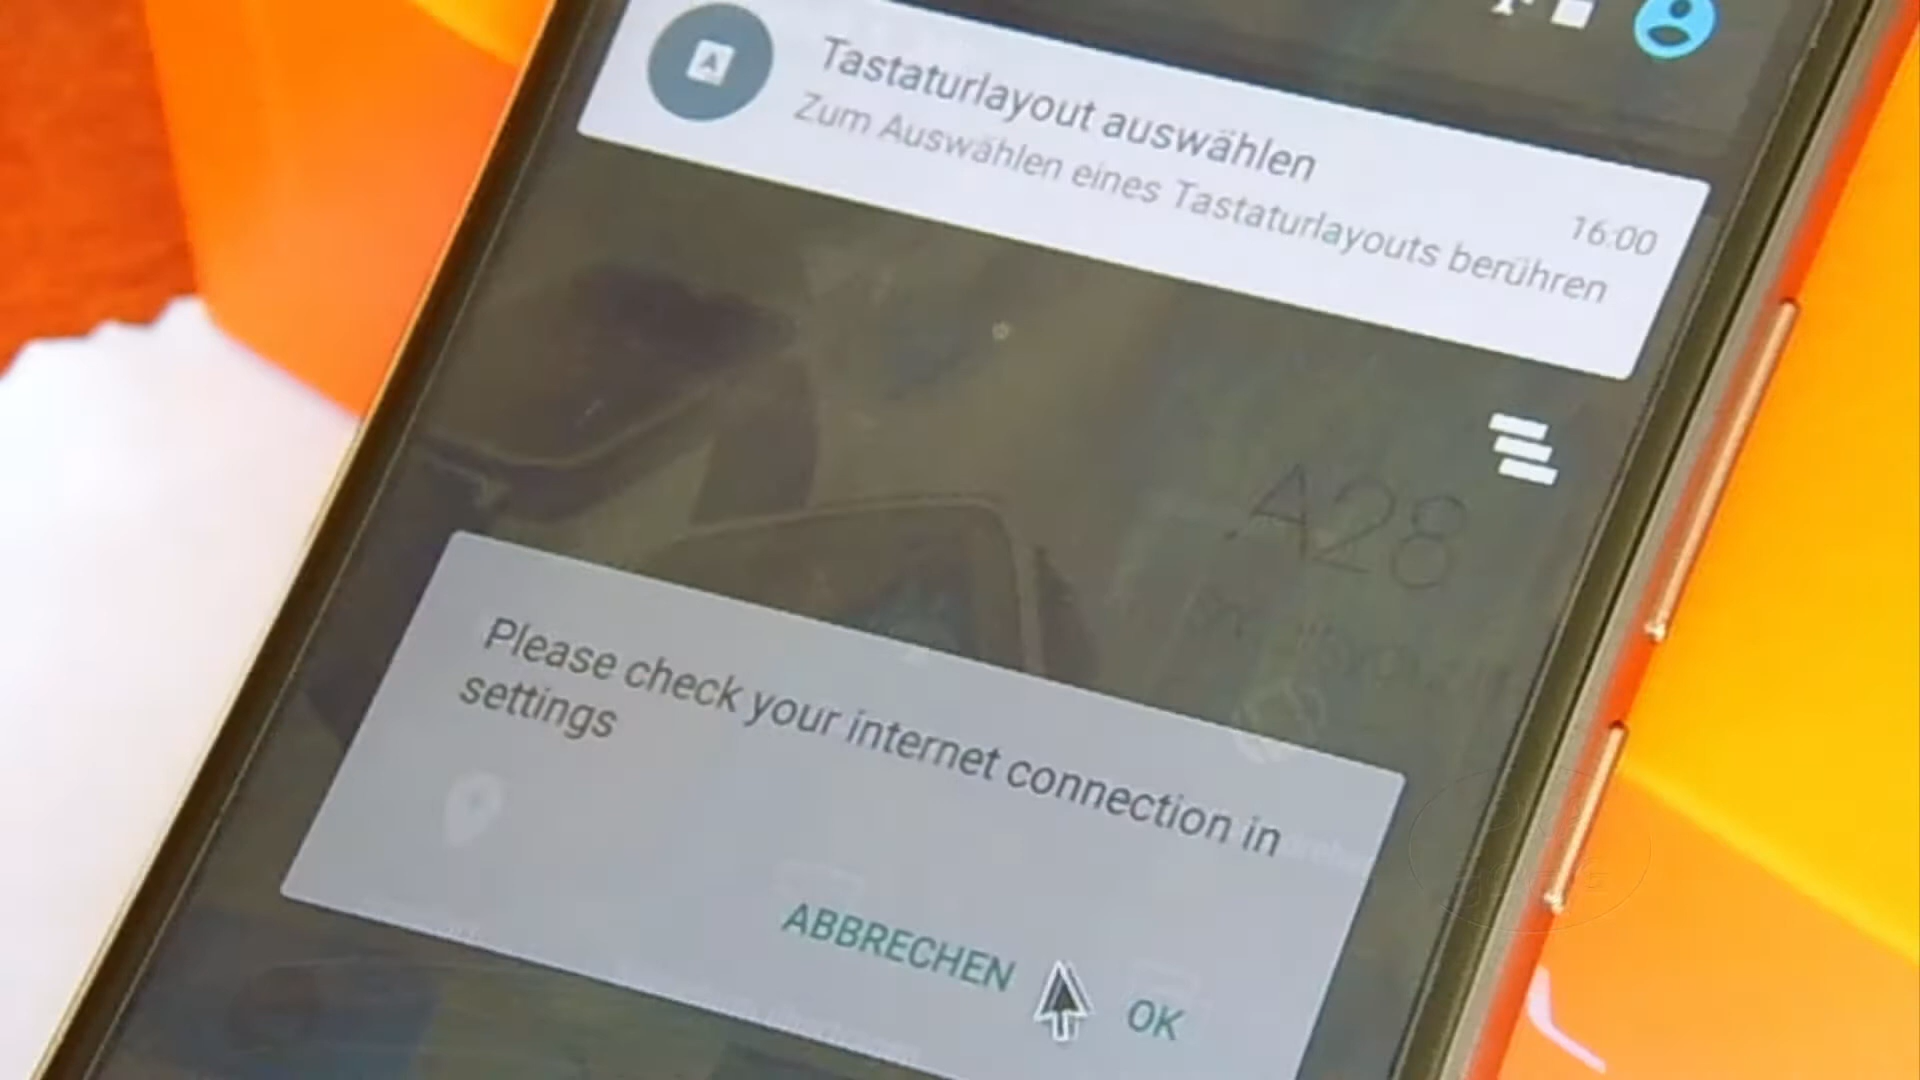 Tastaturlayout auswählen
Zum Auswählen eines Tastaturlayouts berühren
16:00
A28
Please check your internet connection in
settings
ABBRECHEN
OK